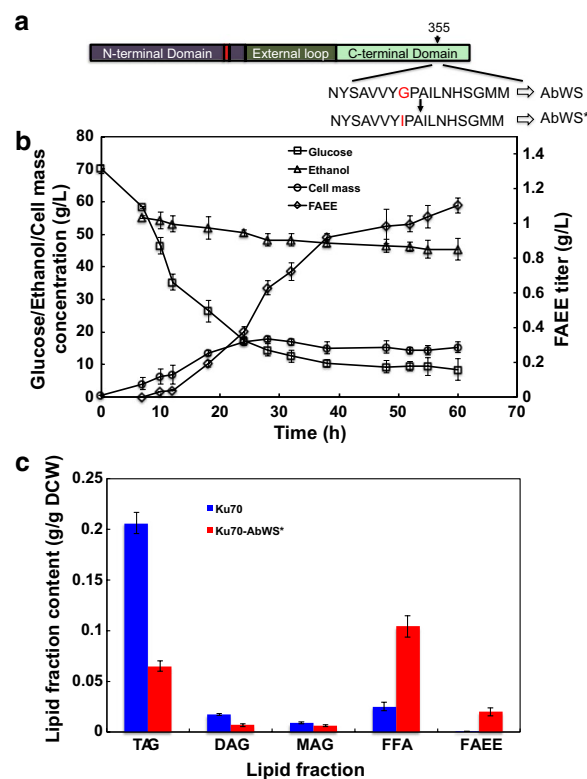 a
355
N-terminal Domain External loop C-terminal Domain
NYSAVVYGPAILNHSGMM AbWS
NYSAVVYIPAILNHSGMM AbWS*
b
Glucose/Ethanol/Cell mass
concentration (g/L)
80
70
60
50
40
30
20
10
0
Glucose
Ethanol
Cell mass
FAEE
1.4
1.2
1
0.8
0.6
0.4
0.2
0
FAEE titer (g/L)
0 10 20 30 40 50 60 70
Time (h)
c
Lipid fraction content (g/g DCW)
0.25
0.2
0.15
0.1
0.05
0
Ku70
Ku70-AbWS*
TAG DAG MAG FFA FAEE
Lipid fraction